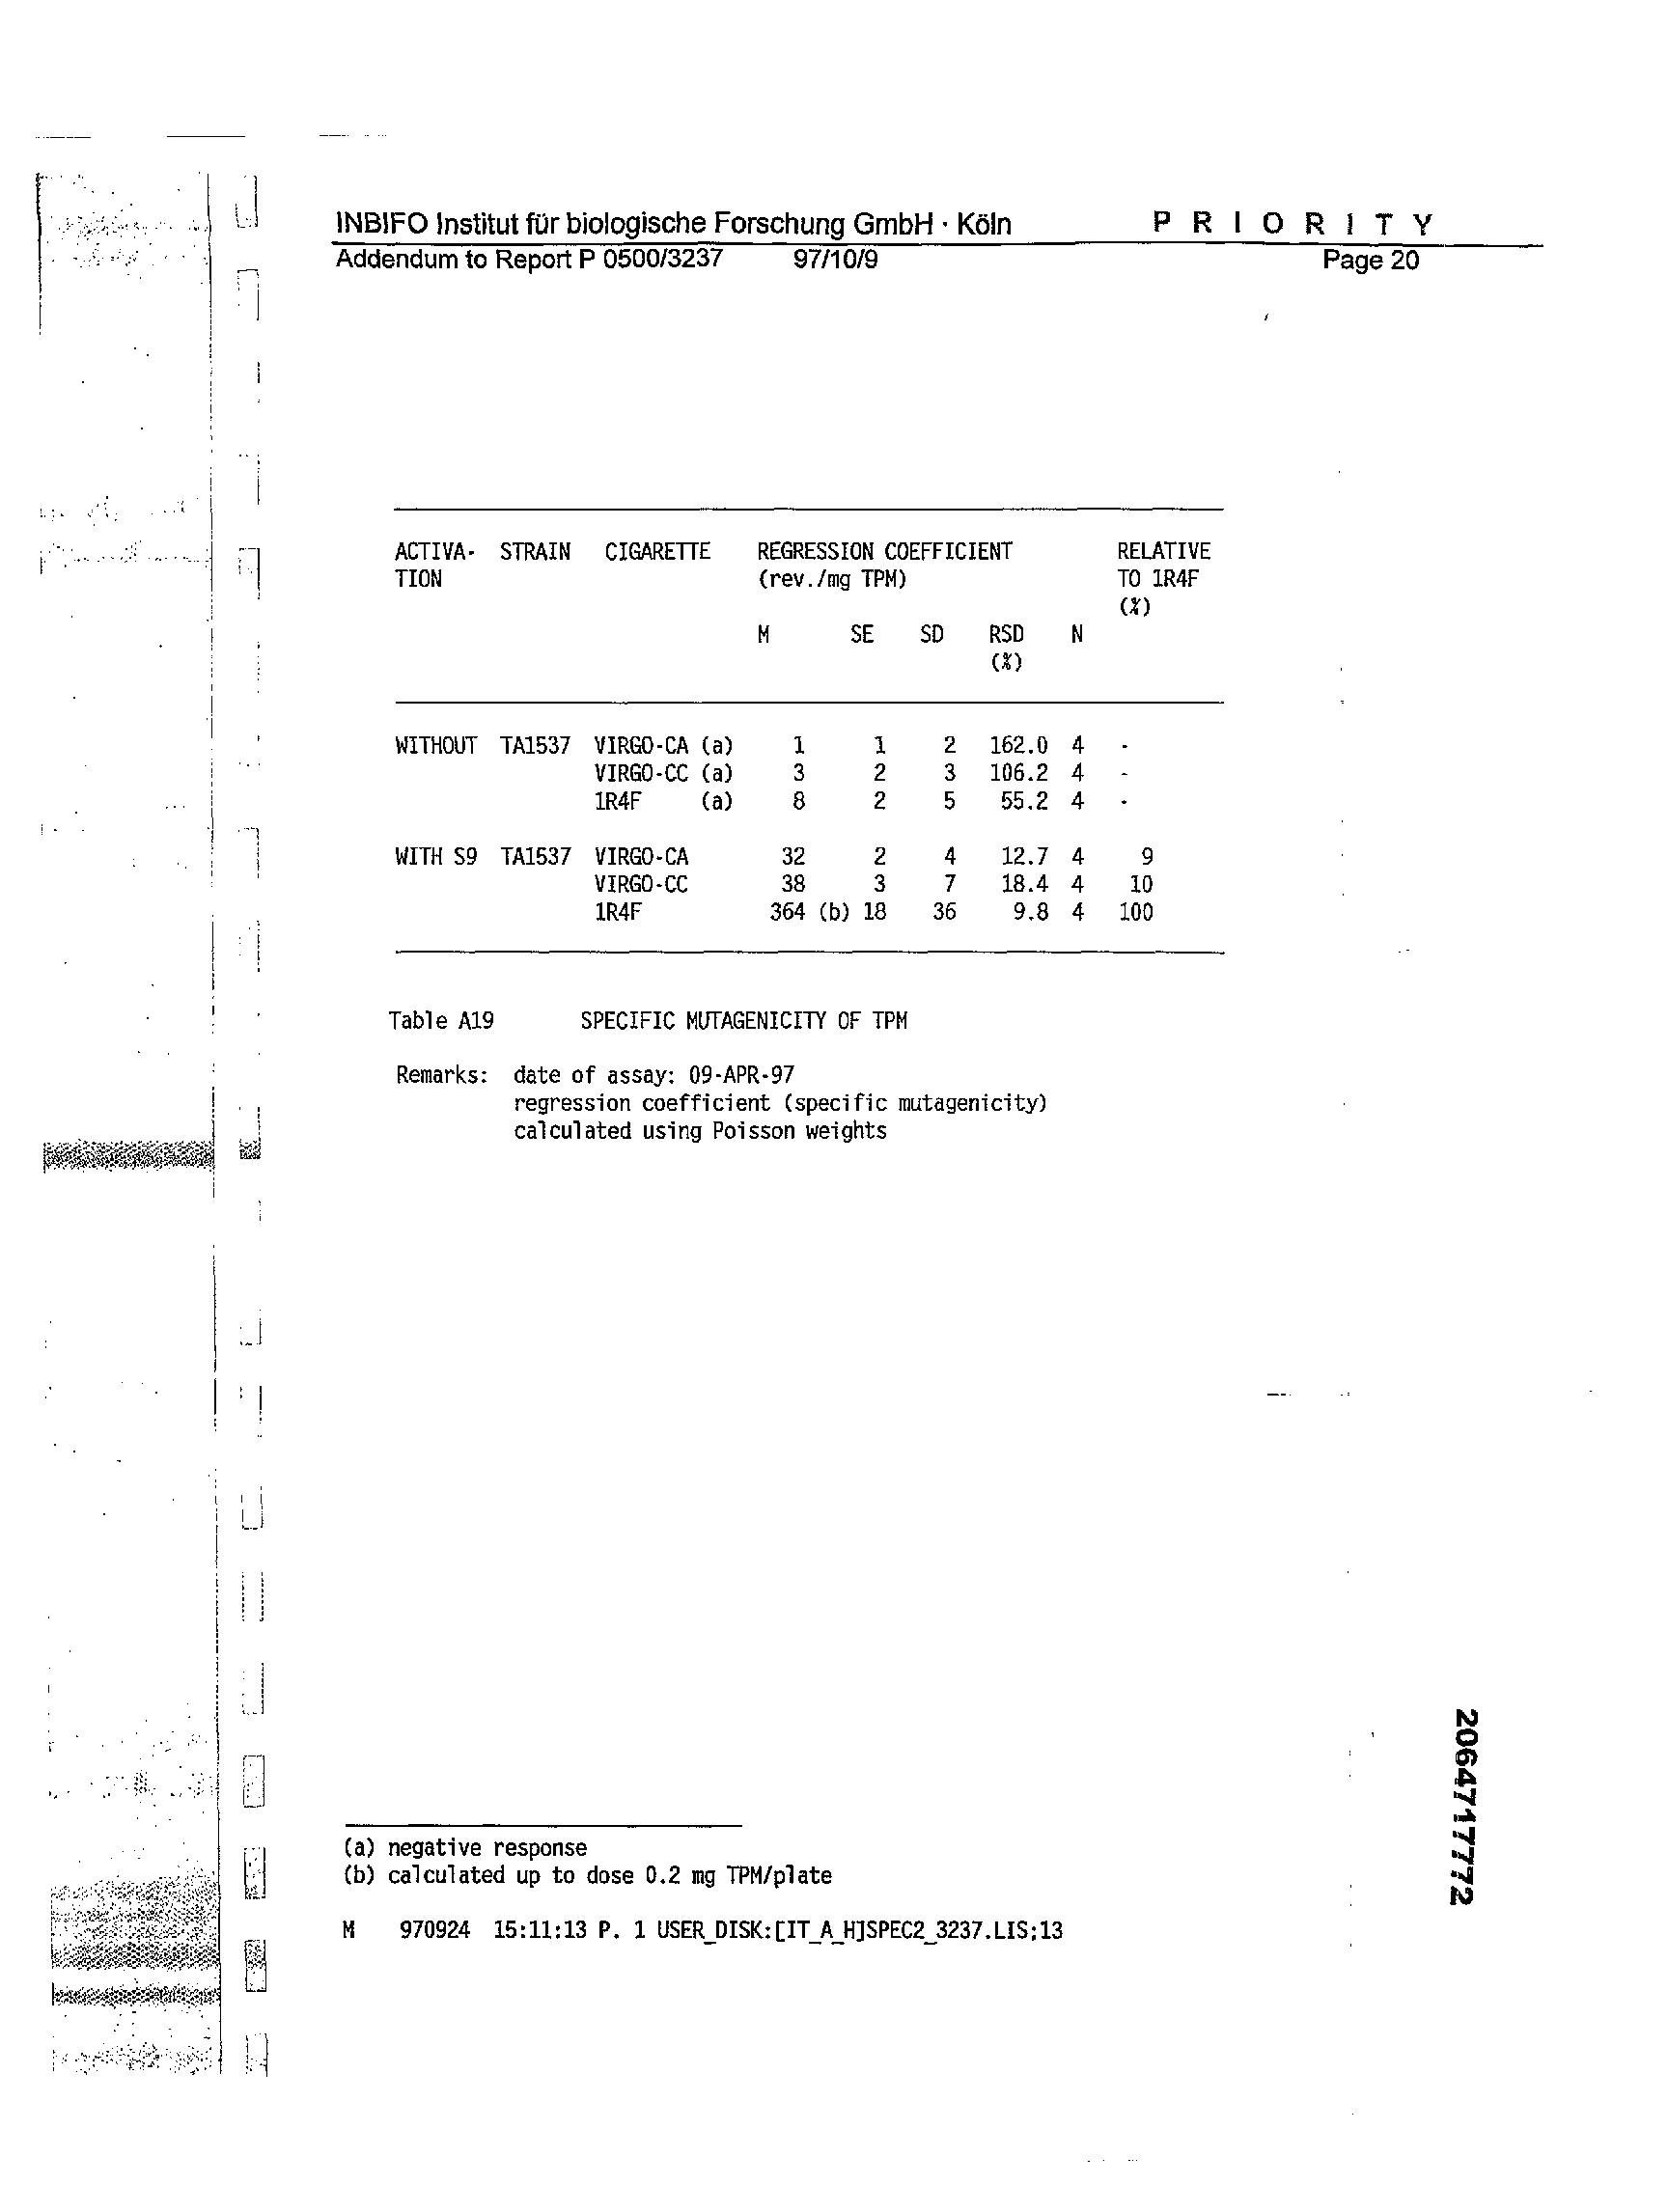 INBIFO Institut für biologische Forschung GmbH · Köln P R I O R I T Y
Addendum to Report P 0500/3237 97/10/9 Page 20
ACTIVA- STRAIN CIGARETTE REGRESSION COEFFICIENT RELATIVE
TION (rev./mg TPM) TO 1R4F
(%)
M SE SD RSD N
(%)
WITHOUT TA1537 VIRGO-CA (a) 1 1 2 162.0 4 -
VIRGO-CC (a) 3 2 3 106.2 4 -
1R4F (a) 8 2 5 55.2 4 -
WITH S9 TA1537 VIRGO-CA 32 2 4 12.7 4 9
VIRGO-CC 38 3 7 18.4 4 10
1R4F 364 (b) 18 36 9.8 4 100
Table A19 SPECIFIC MUTAGENICITY OF TPM
Remarks: date of assay: 09-APR-97
regression coefficient (specific mutagenicity)
calculated using Poisson weights
(a) negative response
(b) calculated up to dose 0.2 mg TPM/plate
M 970924 15:11:13 P. 1 USER_DISK:[IT_A_H]SPEC2_3237.LIS;13
2064717772